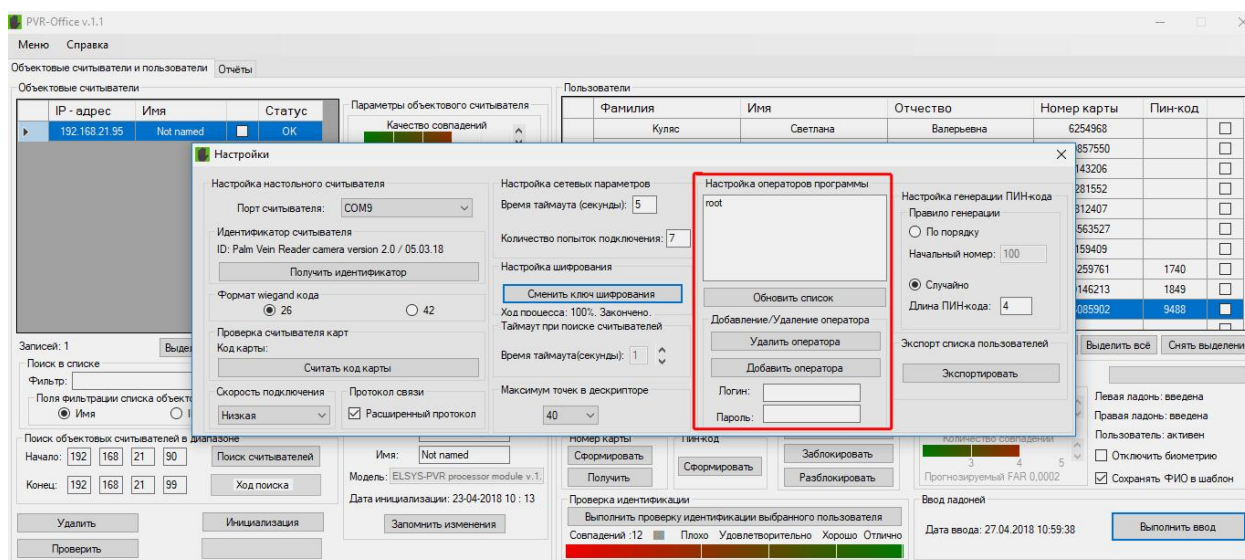 PVR-Office v.1.1
Меню Справка
Объектовые считыватели и пользователи Отчёты
Объектовые считыватели
IP - адрес Имя Статус
192.168.21.95 Not named OK
Параметры объектового считывателя
Качество совпадений
Пользователи
Фамилия Имя Отчество Номер карты Пин-код
Куляс Светлана Валерьевна 6254968
857550
143206
281552
312407
563527
159409
259761 1740
146213 1849
085902 9488
Настройки
Настройка настольного считывателя
Порт считывателя: COM9
Идентификатор считывателя
ID: Palm Vein Reader camera version 2.0 / 05.03.18
Получить идентификатор
Формат wiegand кода
26 42
Проверка считывателя карт
Код карты:
Считать код карты
Скорость подключения
Низкая
Протокол связи
Расширенный протокол
Настройка сетевых параметров
Время таймаута (секунды): 5
Количество попыток подключения: 7
Настройка шифрования
Сменить ключ шифрования
Ход процесса: 100%. Закончено.
Таймаут при поиске считывателей
Время таймаута(секунды): 1
Максимум точек в дескрипторе
40
Настройка операторов программы
root
Обновить список
Добавление/Удаление оператора
Удалить оператора
Добавить оператора
Логин:
Пароль:
Настройка генерации ПИН-кода
Правило генерации
По порядку
Начальный номер: 100
Случайно
Длина ПИН-кода: 4
Экспорт списка пользователей
Экспортировать
Записей: 1
Поиск в списке
Фильтр:
Поля фильтрации списка
Имя
Выделить всё
Левая ладонь: введена
Правая ладонь: введена
Пользователь: активен
Отключить биометрию
Сохранять ФИО в шаблон
Поиск объектовых считывателей в диапазоне
Начало: 192 168 21 90 Поиск считывателей
Конец: 192 168 21 99 Ход поиска
Удалить Инициализация
Проверить
Имя: Not named
Модель: ELSYS-PVR processor module v.1.
Дата инициализации: 23-04-2018 10 : 13
Запомнить изменения
Номер карты
Сформировать
Получить
Пин-код
Сформировать
Заблокировать
Разблокировать
Количество совпадений
3 4 5
Прогнозируемый FAR 0,0002
Проверка идентификации
Выполнить проверку идентификации выбранного пользователя
Совпадений :12 Плохо Удовлетворительно Хорошо Отлично
Ввод ладоней
Дата ввода: 27.04.2018 10:59:38
Выполнить ввод